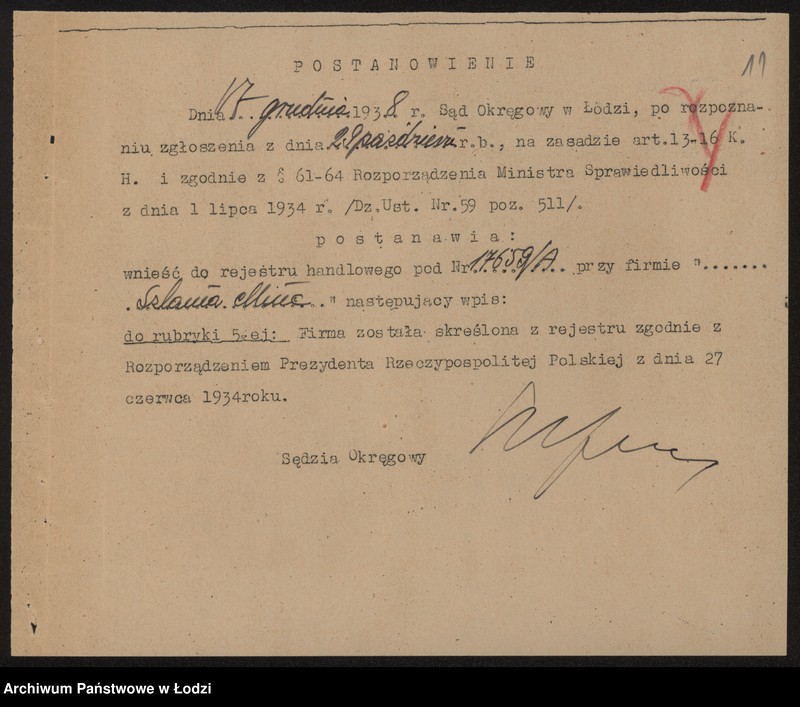 11
POSTANOWIENIE
Dnia 17. grudnia 1938 r. Sąd Okręgowy w Łodzi, po rozpozna-
niu zgłoszenia z dnia 29 październ. r.b., na zasadzie art.13-16 K.
H. i zgodnie z § 61-64 Rozporządzenia Ministra Sprawiedliwości
z dnia 1 lipca 1934 r. /Dz.Ust. Nr.59 poz. 511/.
postanawia:
wnieść do rejestru handlowego pod Nr 17659/A.. przy firmie ".......
" następujący wpis:
do rubryki 5-ej: Firma została skreślona z rejestru zgodnie z
Rozporządzeniem Prezydenta Rzeczypospolitej Polskiej z dnia 27
czerwca 1934roku.
Sędzia Okręgowy
Archiwum Państwowe w Łodzi